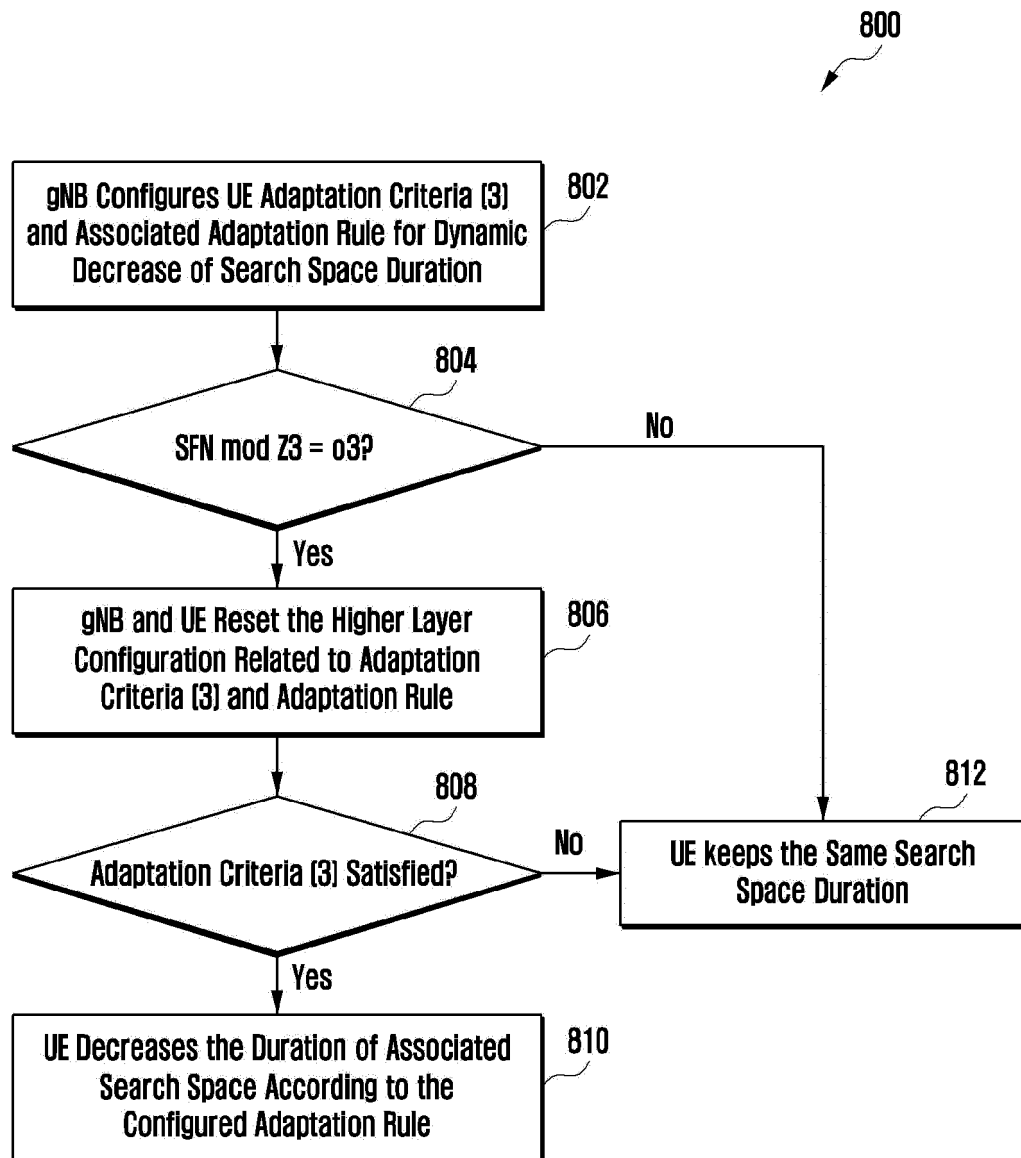 800
gNB Configures UE Adaptation Criteria (3)
and Associated Adaptation Rule for Dynamic
Decrease of Search Space Duration
802
804
SFN mod Z3 = o3?
No
Yes
gNB and UE Reset the Higher Layer
Configuration Related to Adaptation
Criteria (3) and Adaptation Rule
806
808
Adaptation Criteria (3) Satisfied?
No
812
UE keeps the Same Search
Space Duration
Yes
UE Decreases the Duration of Associated
Search Space According to the
Configured Adaptation Rule
810